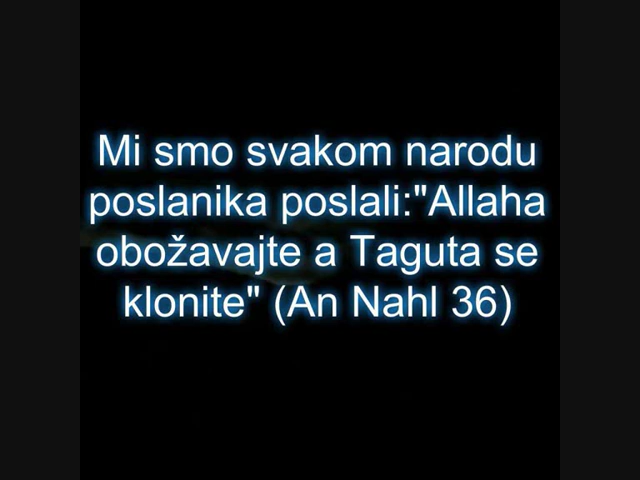 Mi smo svakom narodu
poslanika poslali:"Allaha
obožavajte a Taguta se
klonite" (An Nahl 36)